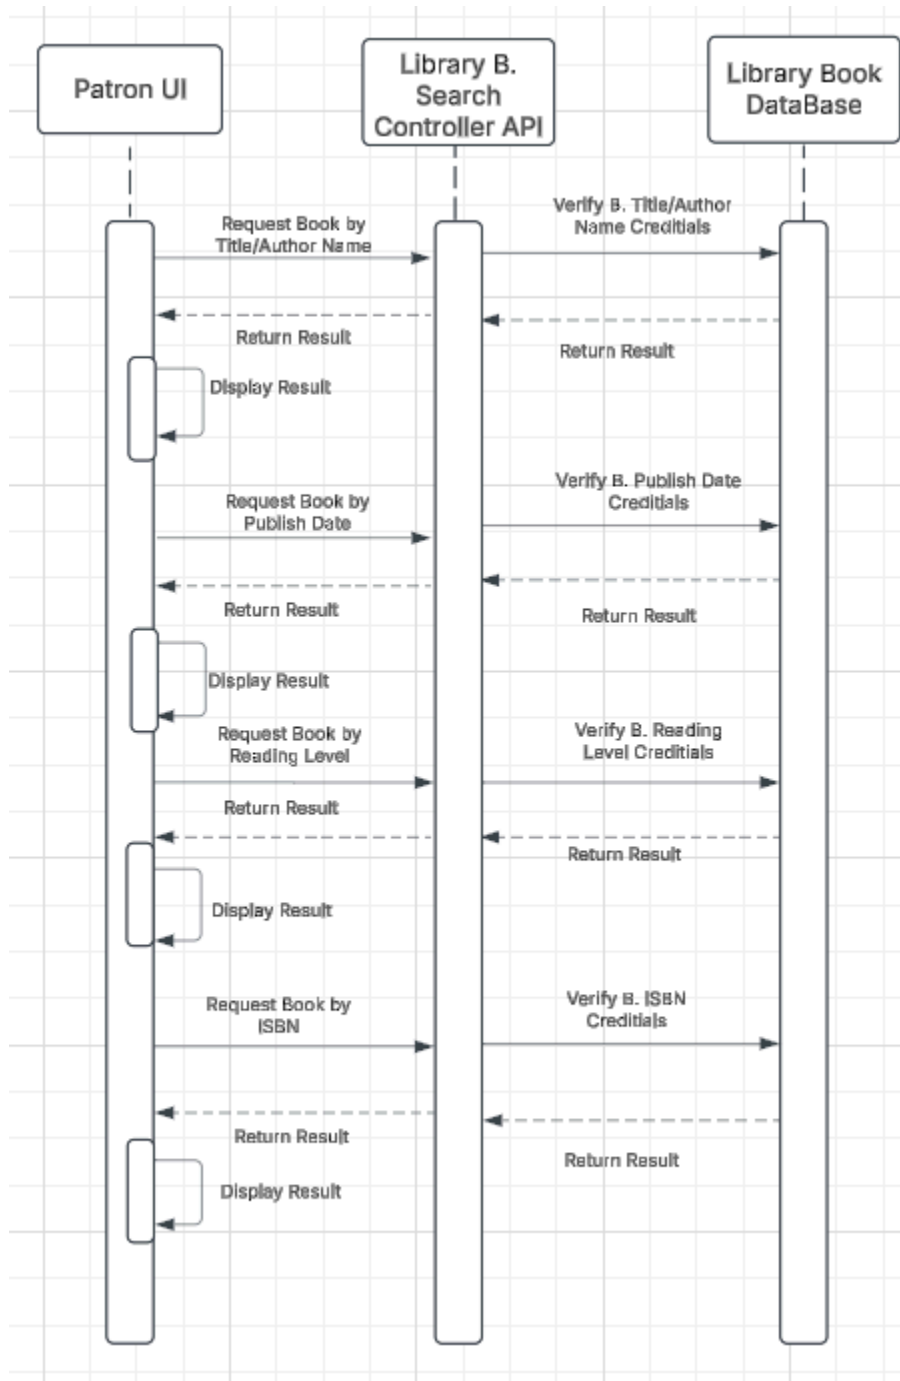 Patron UI
Library B.
Search
Controller API
Library Book
DataBase
Request Book by
Title/Author Name
Verify B. Title/Author
Name Creditials
Return Result
Return Result
Display Result
Request Book by
Publish Date
Verify B. Publish Date
Creditials
Return Result
Return Result
Display Result
Request Book by
Reading Level
Verify B. Reading
Level Creditials
Return Result
Return Result
Display Result
Request Book by
ISBN
Verify B. ISBN
Creditials
Return Result
Return Result
Display Result